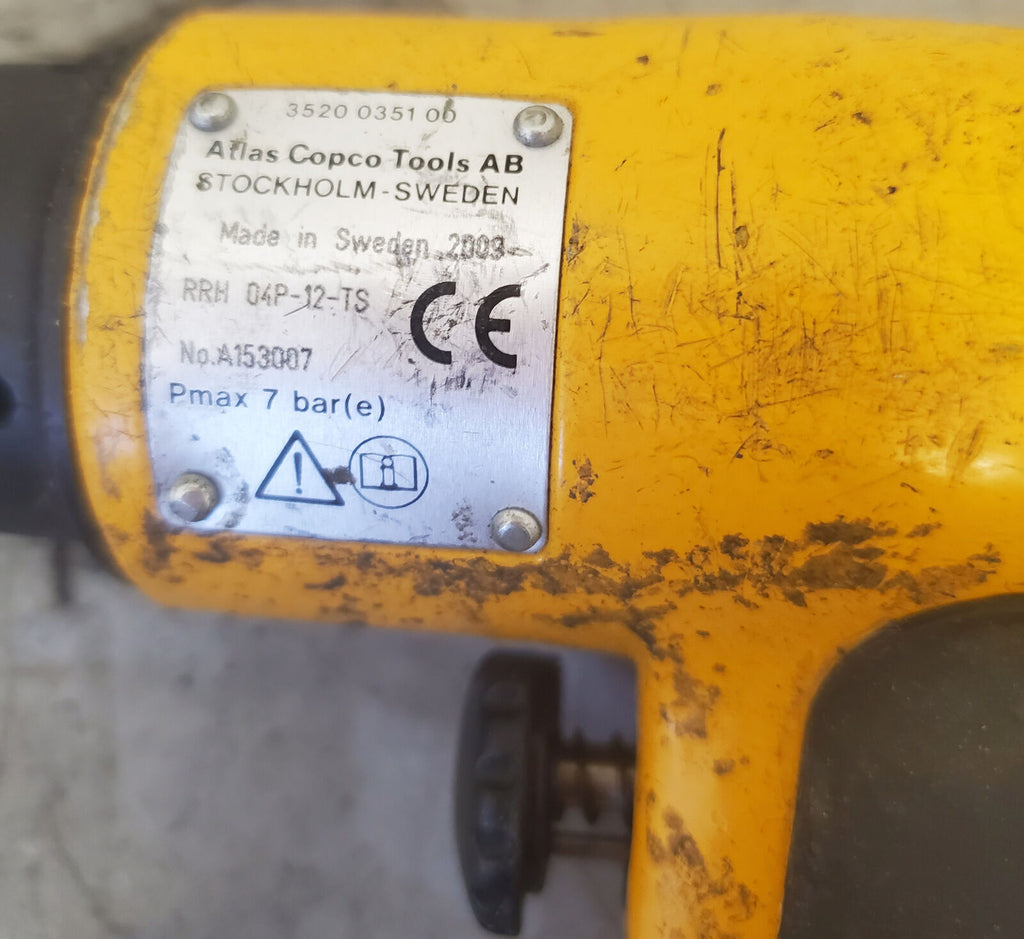 3520 0351 00
Atlas Copco Tools AB
STOCKHOLM-SWEDEN
Made in Sweden 2009
RRH 04P-12-TS
CE
No.A153007
Pmax 7 bar(e)